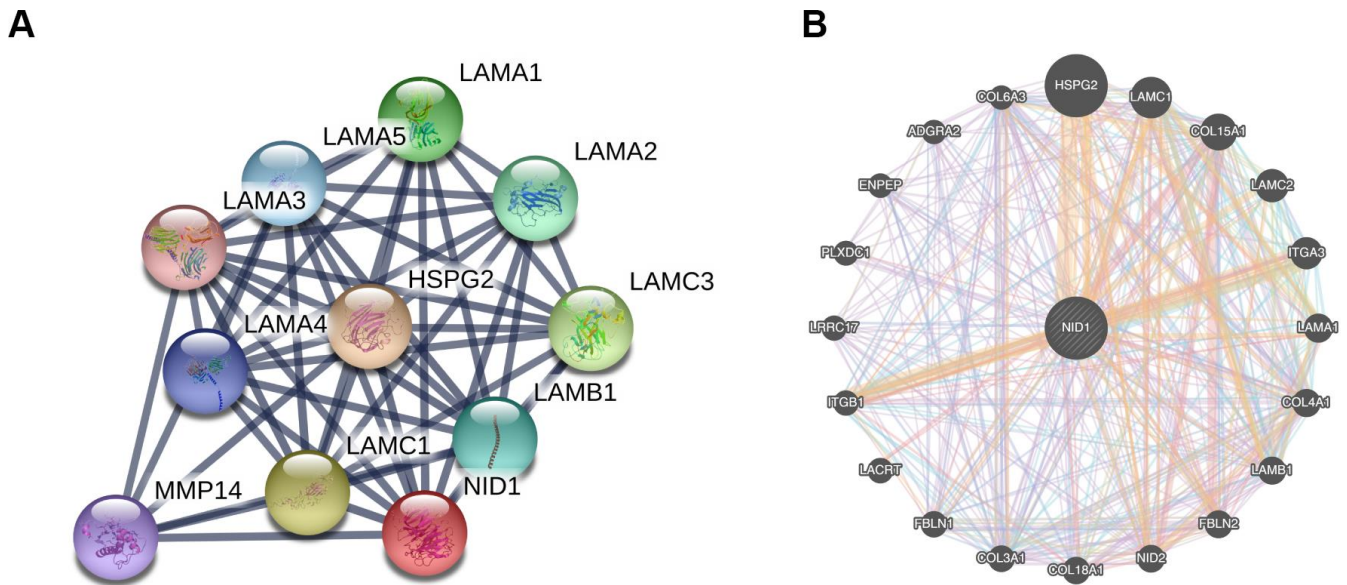 A
B
LAMA1
LAMA5
LAMA2
LAMA3
HSPG2
LAMC3
LAMA4
LAMB1
LAMC1
MMP14
NID1
HSPG2
COL6A3
LAMC1
ADGRA2
COL15A1
ENPEP
LAMC2
PLXDC1
ITGA3
LRRC17
NID1
LAMA1
ITGB1
COL4A1
LACRT
LAMB1
FBLN1
FBLN2
COL3A1
NID2
COL18A1